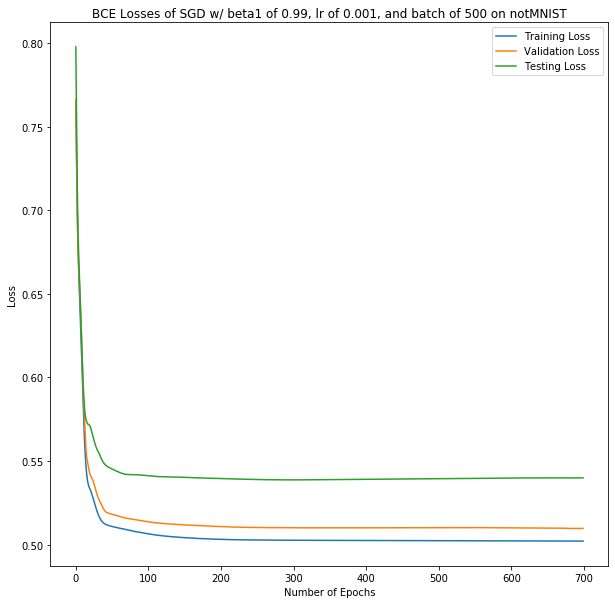 BCE Losses of SGD w/ beta1 of 0.99, lr of 0.001, and batch of 500 on notMNIST
Training Loss
Validation Loss
Testing Loss
0.80
0.75
0.70
0.65
0.60
0.55
0.50
Loss
0 100 200 300 400 500 600 700
Number of Epochs